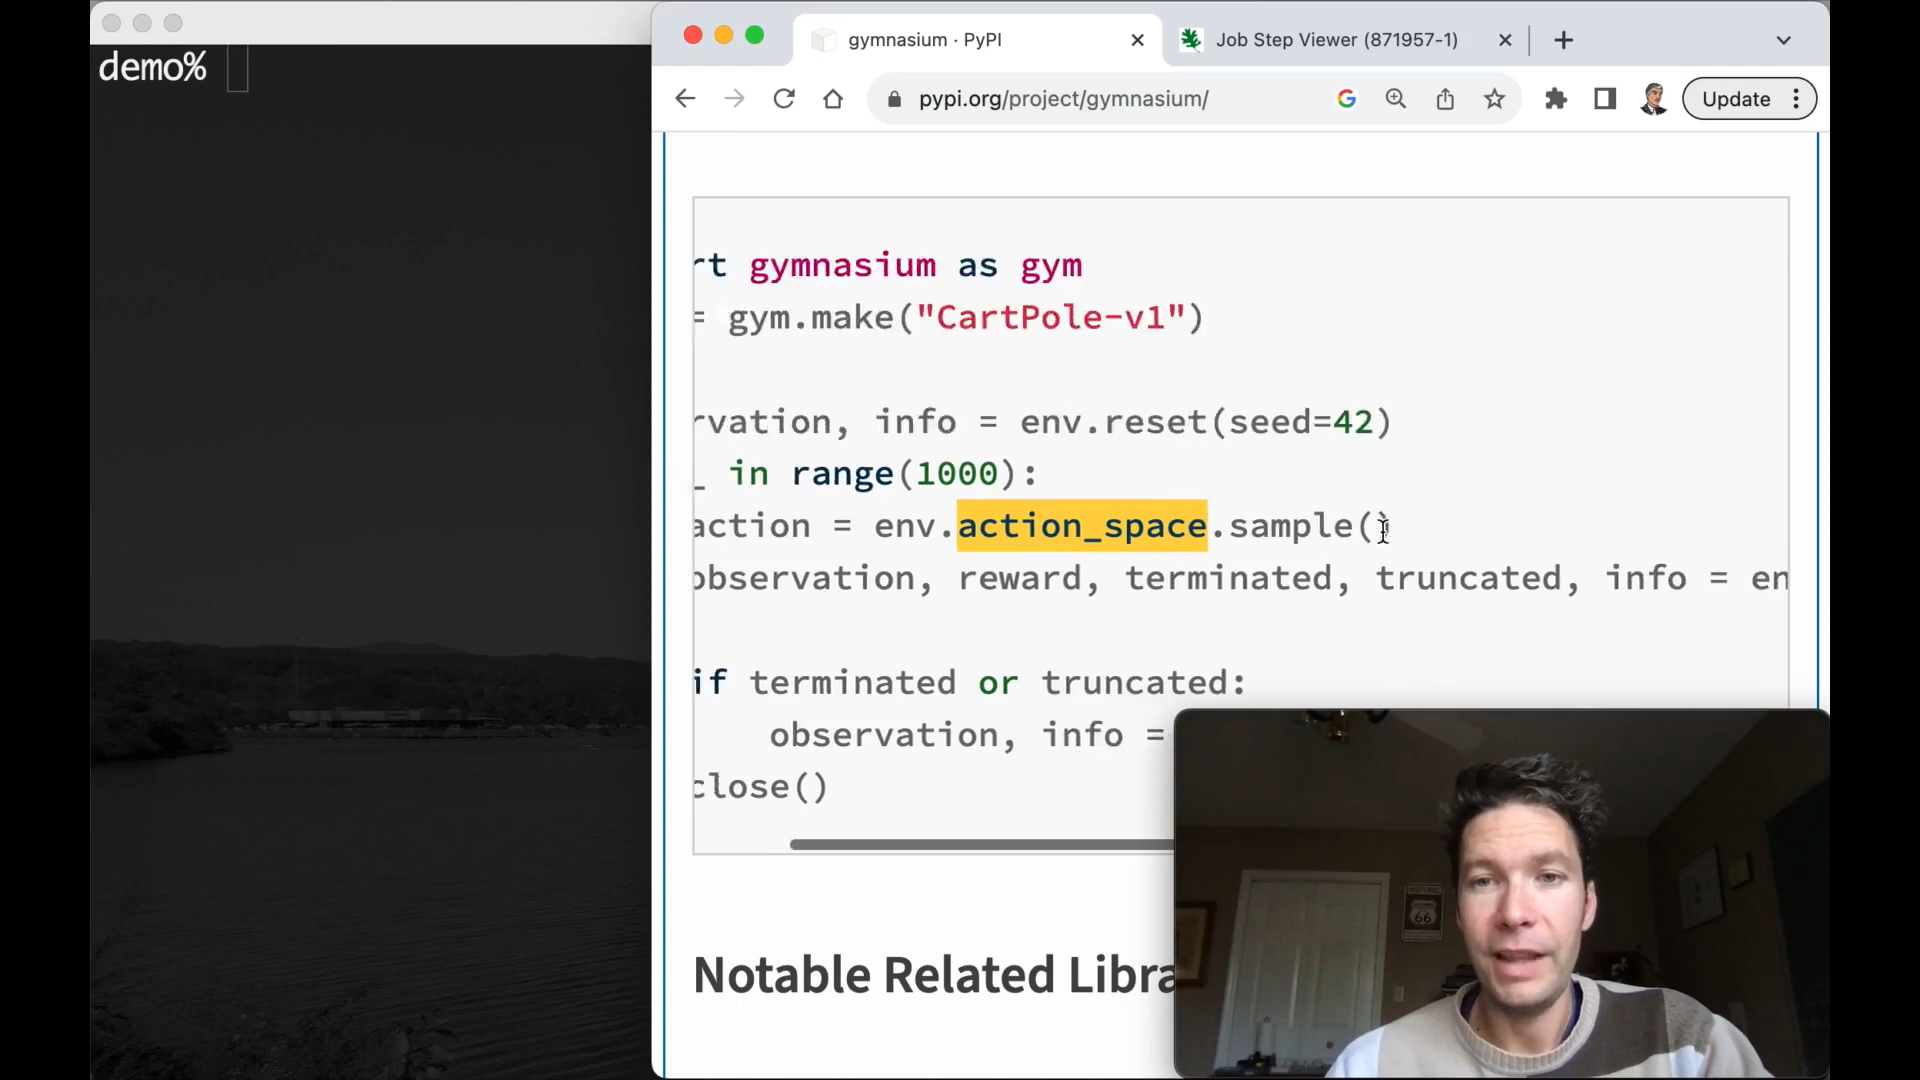 demo%
gymnasium · PyPI
Job Step Viewer (871957-1)
pypi.org/project/gymnasium/
Update
rt gymnasium as gym
= gym.make("CartPole-v1")
rvation, info = env.reset(seed=42)
_ in range(1000):
action = env.action_space.sample()
observation, reward, terminated, truncated, info = en
if terminated or truncated:
observation, info =
close()
HISTORIC
66
Notable Related Libra